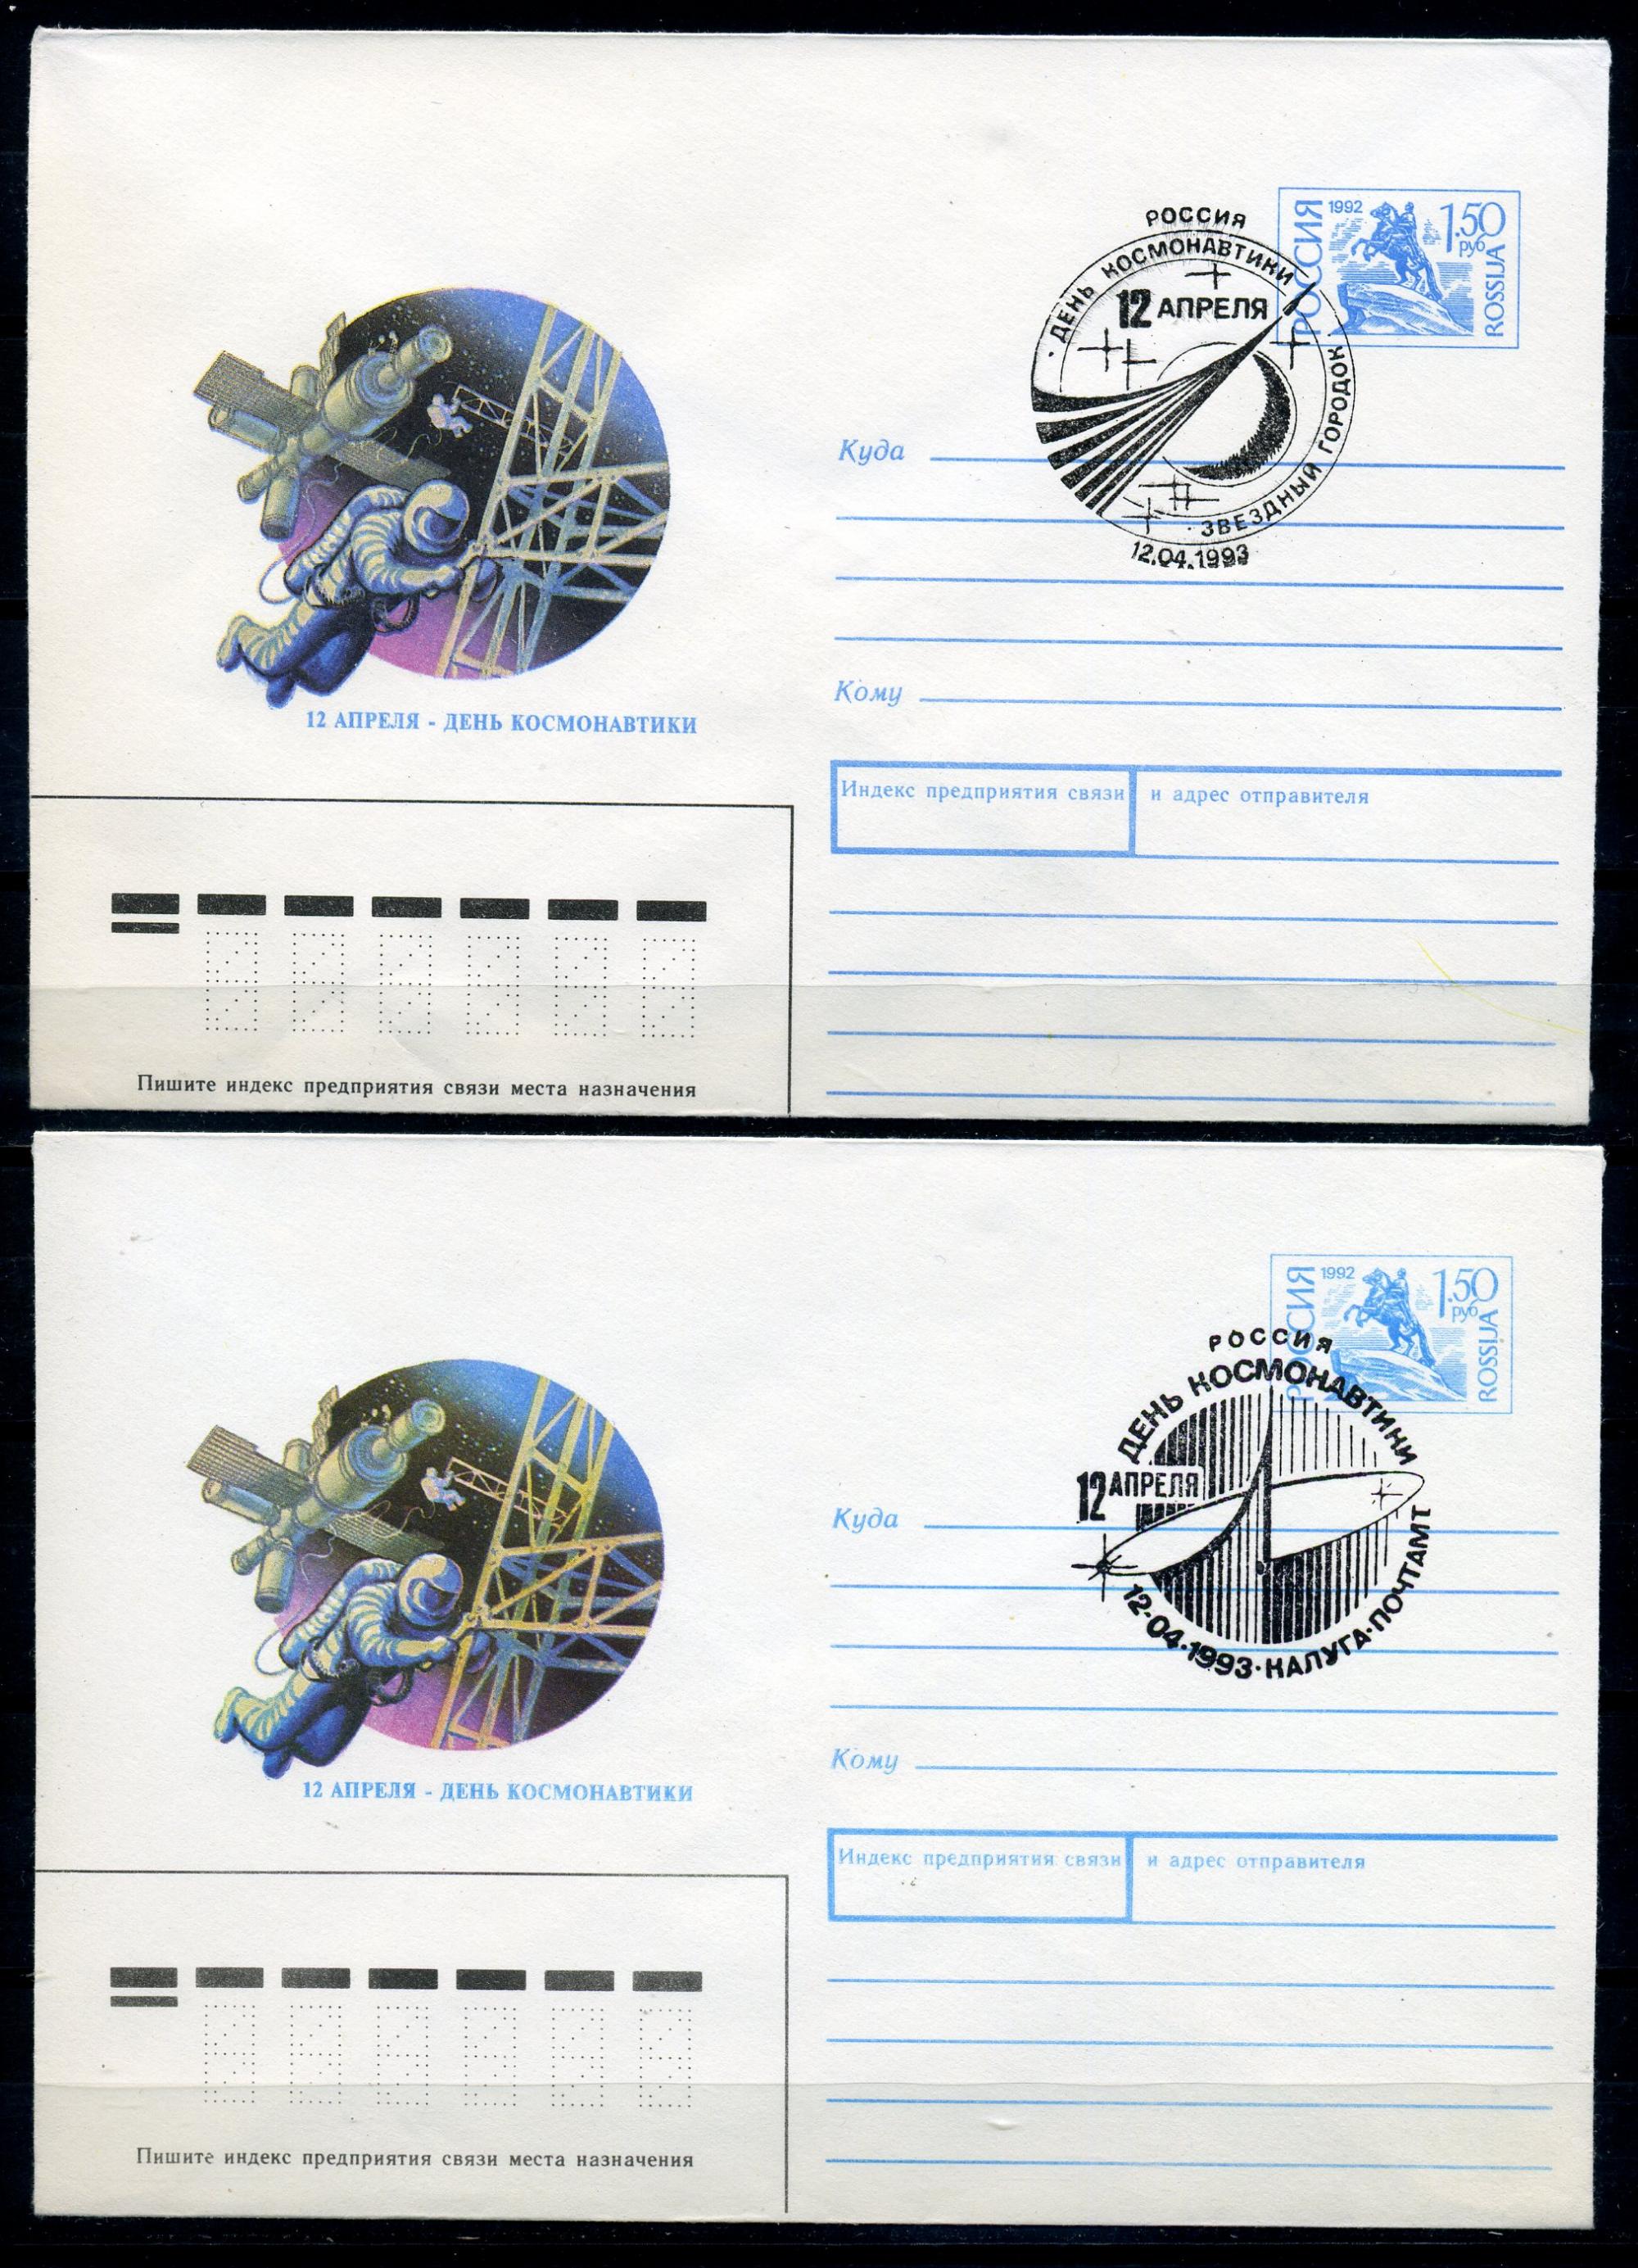 РОССИЯ
1992
1.50
руб
ROSSIJA
РОССИЯ
· ДЕНЬ КОСМОНАВТИКИ
12 АПРЕЛЯ
· ЗВЕЗДНЫЙ ГОРОДОК
12.04.1993
Куда
Кому
12 АПРЕЛЯ - ДЕНЬ КОСМОНАВТИКИ
Индекс предприятия связи
и адрес отправителя
Пишите индекс предприятия связи места назначения
РОССИЯ
1992
1.50
руб
ROSSIJA
РОССИЯ
ДЕНЬ КОСМОНАВТИКИ
12 АПРЕЛЯ
12·04·1993·КАЛУГА·ПОЧТАМТ
Куда
Кому
12 АПРЕЛЯ - ДЕНЬ КОСМОНАВТИКИ
Индекс предприятия связи
и адрес отправителя
Пишите индекс предприятия связи места назначения